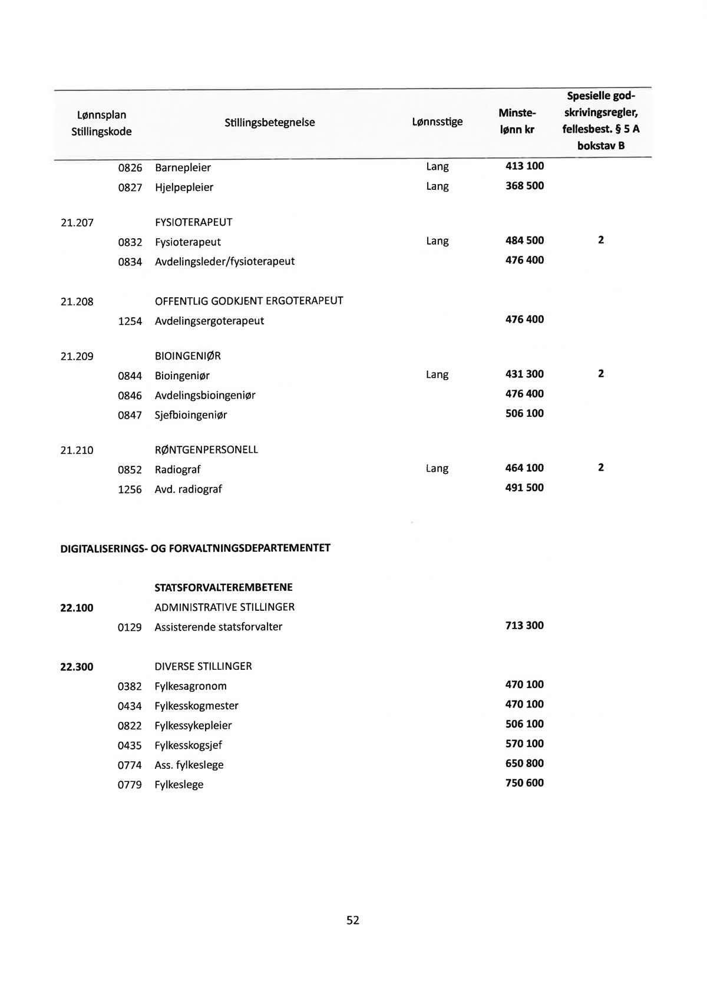 Lønnsplan
Stillingskode
Stillingsbetegnelse
Lønnsstige
Minste-
lønn kr
Spesielle god-
skrivingsregler,
fellesbest. § 5 A
bokstav B
0826 Barnepleier Lang 413 100
0827 Hjelpepleier Lang 368 500
21.207 FYSIOTERAPEUT
0832 Fysioterapeut Lang 484 500 2
0834 Avdelingsleder/fysioterapeut 476 400
21.208 OFFENTLIG GODKJENT ERGOTERAPEUT
1254 Avdelingsergoterapeut 476 400
21.209 BIOINGENIØR
0844 Bioingeniør Lang 431 300 2
0846 Avdelingsbioingeniør 476 400
0847 Sjefbioingeniør 506 100
21.210 RØNTGENPERSONELL
0852 Radiograf Lang 464 100 2
1256 Avd. radiograf 491 500
DIGITALISERINGS- OG FORVALTNINGSDEPARTEMENTET
STATSFORVALTEREMBETENE
22.100 ADMINISTRATIVE STILLINGER
0129 Assisterende statsforvalter 713 300
22.300 DIVERSE STILLINGER
0382 Fylkesagronom 470 100
0434 Fylkesskogmester 470 100
0822 Fylkessykepleier 506 100
0435 Fylkesskogsjef 570 100
0774 Ass. fylkeslege 650 800
0779 Fylkeslege 750 600
52